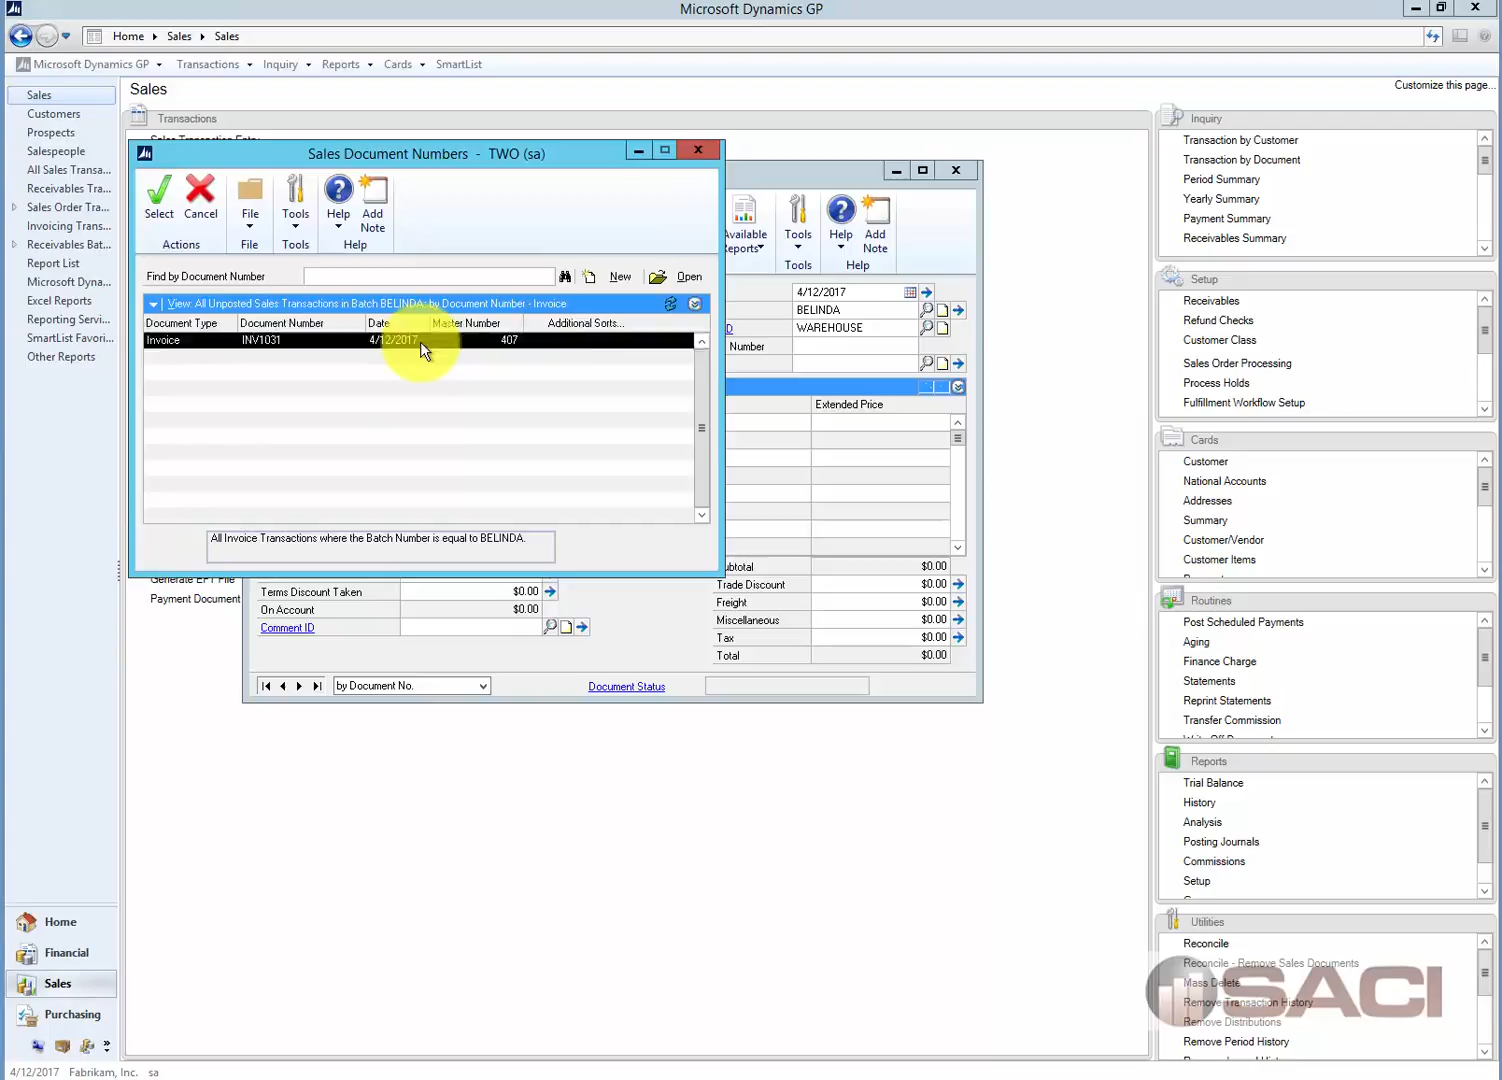 Microsoft Dynamics GP
Home Sales Sales
Microsoft Dynamics GP Transactions Inquiry Reports Cards SmartList
Sales
Customers
Prospects
Salespeople
All Sales Transa...
Receivables Tra...
Sales Order Tra...
Invoicing Trans...
Receivables Bat...
Report List
Microsoft Dyna...
Excel Reports
Reporting Servi...
SmartList Favori...
Other Reports
Home
Financial
Sales
Purchasing
4/12/2017 Fabrikam, Inc. sa
Sales
Customize this page...
Transactions
Sales Document Numbers - TWO (sa)
Select
Cancel
File
Tools
Help
Add Note
Actions
File
Tools
Help
Find by Document Number
New
Open
View: All Unposted Sales Transactions in Batch BELINDA; by Document Number - Invoice
Document Type Document Number Date Master Number Additional Sorts...
Invoice INV1031 4/12/2017 407
All Invoice Transactions where the Batch Number is equal to BELINDA.
Payment Document
Tools
Help
Add Note
Tools
Help
4/12/2017
BELINDA
WAREHOUSE
Number
Extended Price
Subtotal $0.00
Terms Discount Taken $0.00 Trade Discount $0.00
On Account $0.00 Freight $0.00
Comment ID Miscellaneous $0.00
Tax $0.00
Total $0.00
by Document No.
Document Status
Inquiry
Transaction by Customer
Transaction by Document
Period Summary
Yearly Summary
Payment Summary
Receivables Summary
Setup
Receivables
Refund Checks
Customer Class
Sales Order Processing
Process Holds
Fulfillment Workflow Setup
Cards
Customer
National Accounts
Addresses
Summary
Customer/Vendor
Customer Items
Routines
Post Scheduled Payments
Aging
Finance Charge
Statements
Reprint Statements
Transfer Commission
Reports
Trial Balance
History
Analysis
Posting Journals
Commissions
Setup
Utilities
Reconcile
Reconcile - Remove Sales Documents
Mass Delete
Remove Transaction History
Remove Distributions
Remove Period History
SACI